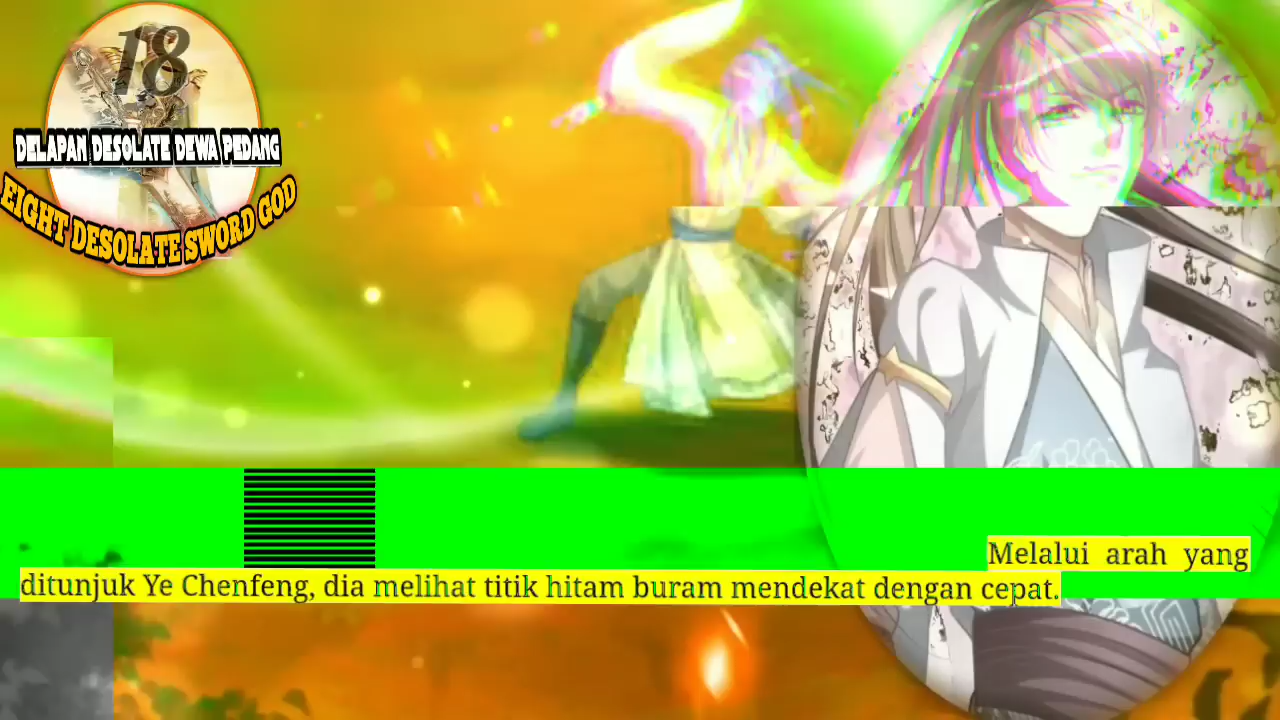 18
DELAPAN DESOLATE DEWA PEDANG
EIGHT DESOLATE SWORD GOD
Melalui arah yang
ditunjuk Ye Chenfeng, dia melihat titik hitam buram mendekat dengan cepat.